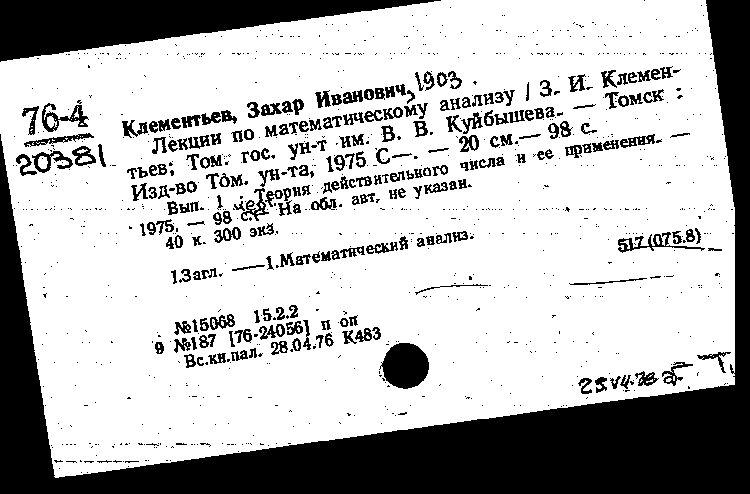 76-4
20381
Клементьев, Захар Иванович, 1903.
Лекции по математическому анализу / З. И. Клемен-
тьев; Том. гос. ун-т им. В. В. Куйбышева. — Томск :
Изд-во Том. ун-та, 1975 С—. — 20 см.— 98 с.
Вып. 1 : Теория действительного числа и ее применения. —
1975. — 98 с. На обл. авт. не указан.
40 к. 300 экз.
1.Загл. ——1.Математический анализ.
517(075.8)
№15068 15.2.2
9 №187 [76-24056] п оп
Вс.кн.пал. 28.04.76 К483